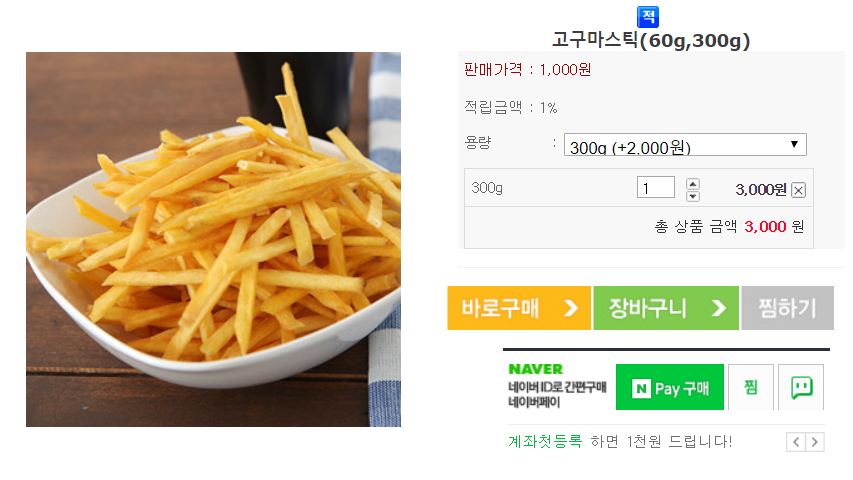 적
고구마스틱(60g,300g)
판매가격 : 1,000원
적립금액 : 1%
용량 : 300g (+2,000원)
300g 1 3,000원
총 상품 금액 3,000 원
바로구매 장바구니 찜하기
NAVER
네이버 ID로 간편구매
네이버페이
N Pay 구매 찜
계좌첫등록 하면 1천원 드립니다!